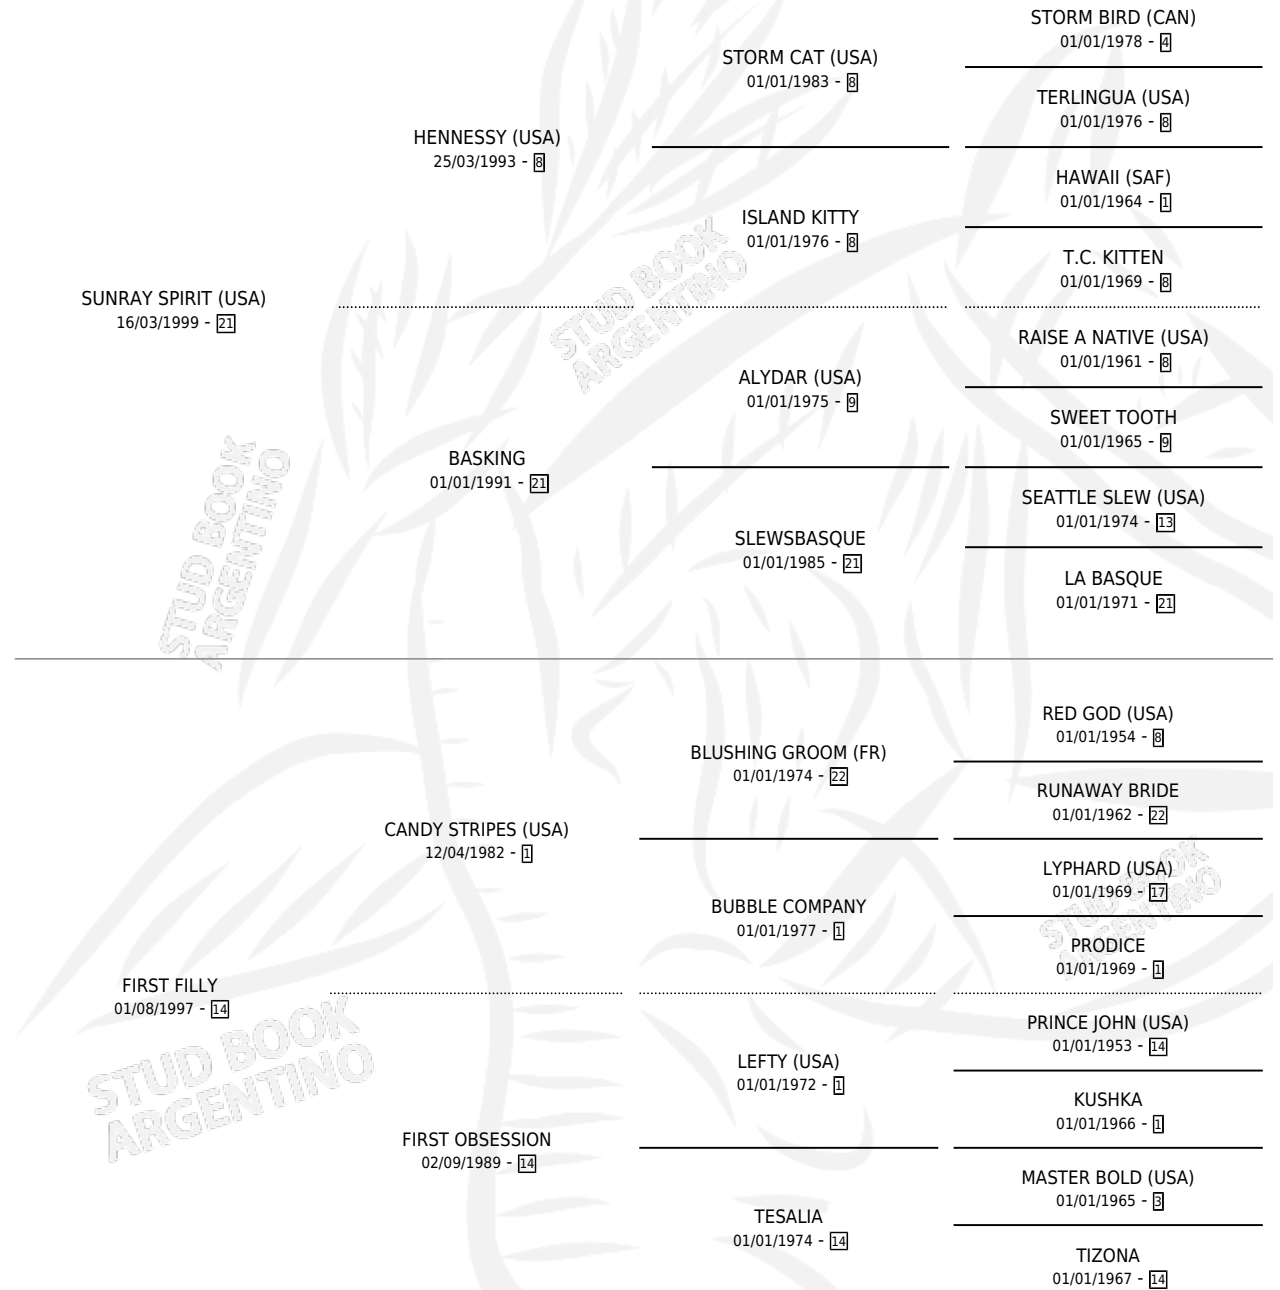 STORM BIRD (CAN)
01/01/1978 - 4
STORM CAT (USA)
01/01/1983 - 8
TERLINGUA (USA)
01/01/1976 - 8
HENNESSY (USA)
25/03/1993 - 8
HAWAII (SAF)
01/01/1964 - 1
ISLAND KITTY
01/01/1976 - 8
T.C. KITTEN
01/01/1969 - 8
SUNRAY SPIRIT (USA)
16/03/1999 - 21
RAISE A NATIVE (USA)
01/01/1961 - 8
ALYDAR (USA)
01/01/1975 - 9
SWEET TOOTH
01/01/1965 - 9
BASKING
01/01/1991 - 21
SEATTLE SLEW (USA)
01/01/1974 - 13
SLEWSBASQUE
01/01/1985 - 21
LA BASQUE
01/01/1971 - 21
RED GOD (USA)
01/01/1954 - 8
BLUSHING GROOM (FR)
01/01/1974 - 22
RUNAWAY BRIDE
01/01/1962 - 22
CANDY STRIPES (USA)
12/04/1982 - 1
LYPHARD (USA)
01/01/1969 - 17
BUBBLE COMPANY
01/01/1977 - 1
PRODICE
01/01/1969 - 1
FIRST FILLY
01/08/1997 - 14
PRINCE JOHN (USA)
01/01/1953 - 14
LEFTY (USA)
01/01/1972 - 1
KUSHKA
01/01/1966 - 1
FIRST OBSESSION
02/09/1989 - 14
MASTER BOLD (USA)
01/01/1965 - 3
TESALIA
01/01/1974 - 14
TIZONA
01/01/1967 - 14
STUD BOOK
ARGENTINO
STUD BOOK
ARGENTINO
STUD BOOK
ARGENTINO
STUD BOOK
ARGENTINO